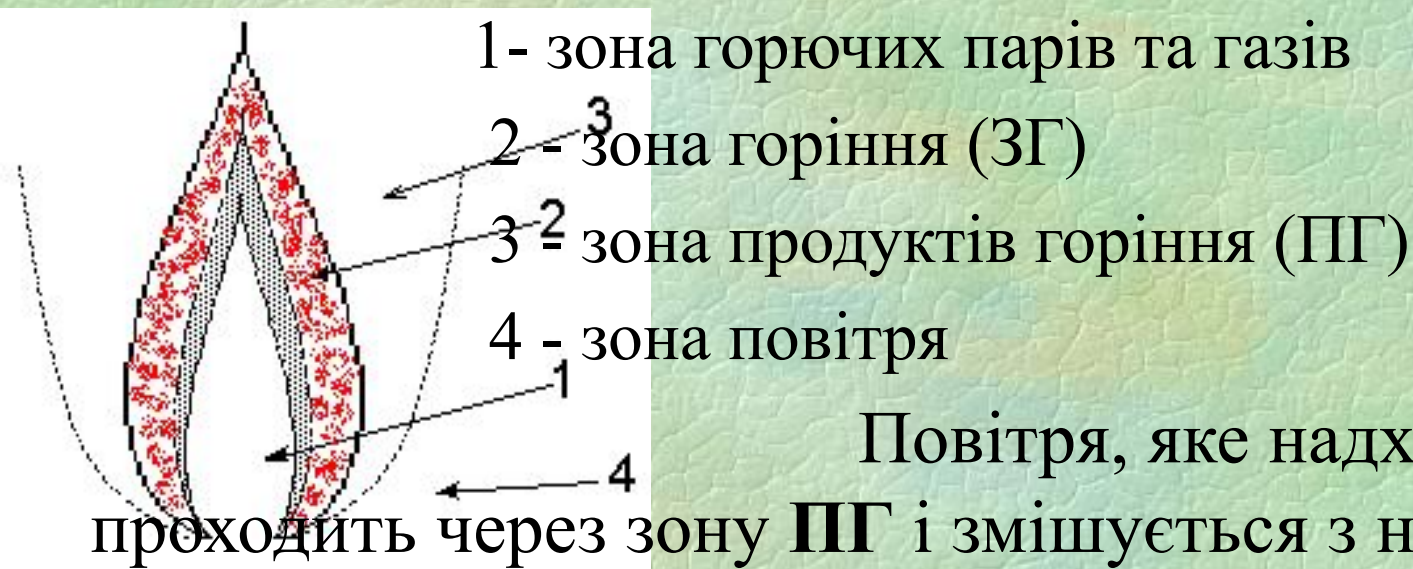 1- зона горючих парів та газів
3
2 - зона горіння (ЗГ)
2
3 - зона продуктів горіння (ПГ)
4 - зона повітря
1
Повітря, яке надх
4
проходить через зону ПГ і змішується з н